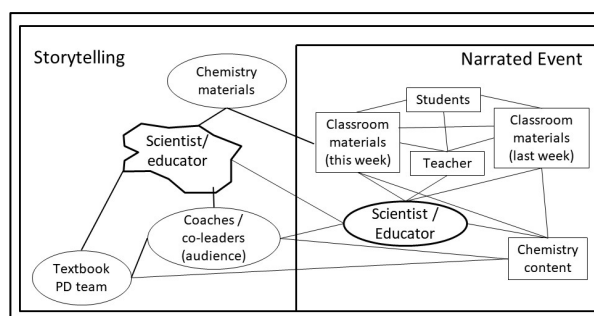 Storytelling
Narrated Event
Chemistry
materials
Students
Classroom
materials
(this week)
Classroom
materials
(last week)
Scientist/
educator
Teacher
Coaches /
co-leaders
(audience)
Scientist /
Educator
Textbook
PD team
Chemistry
content